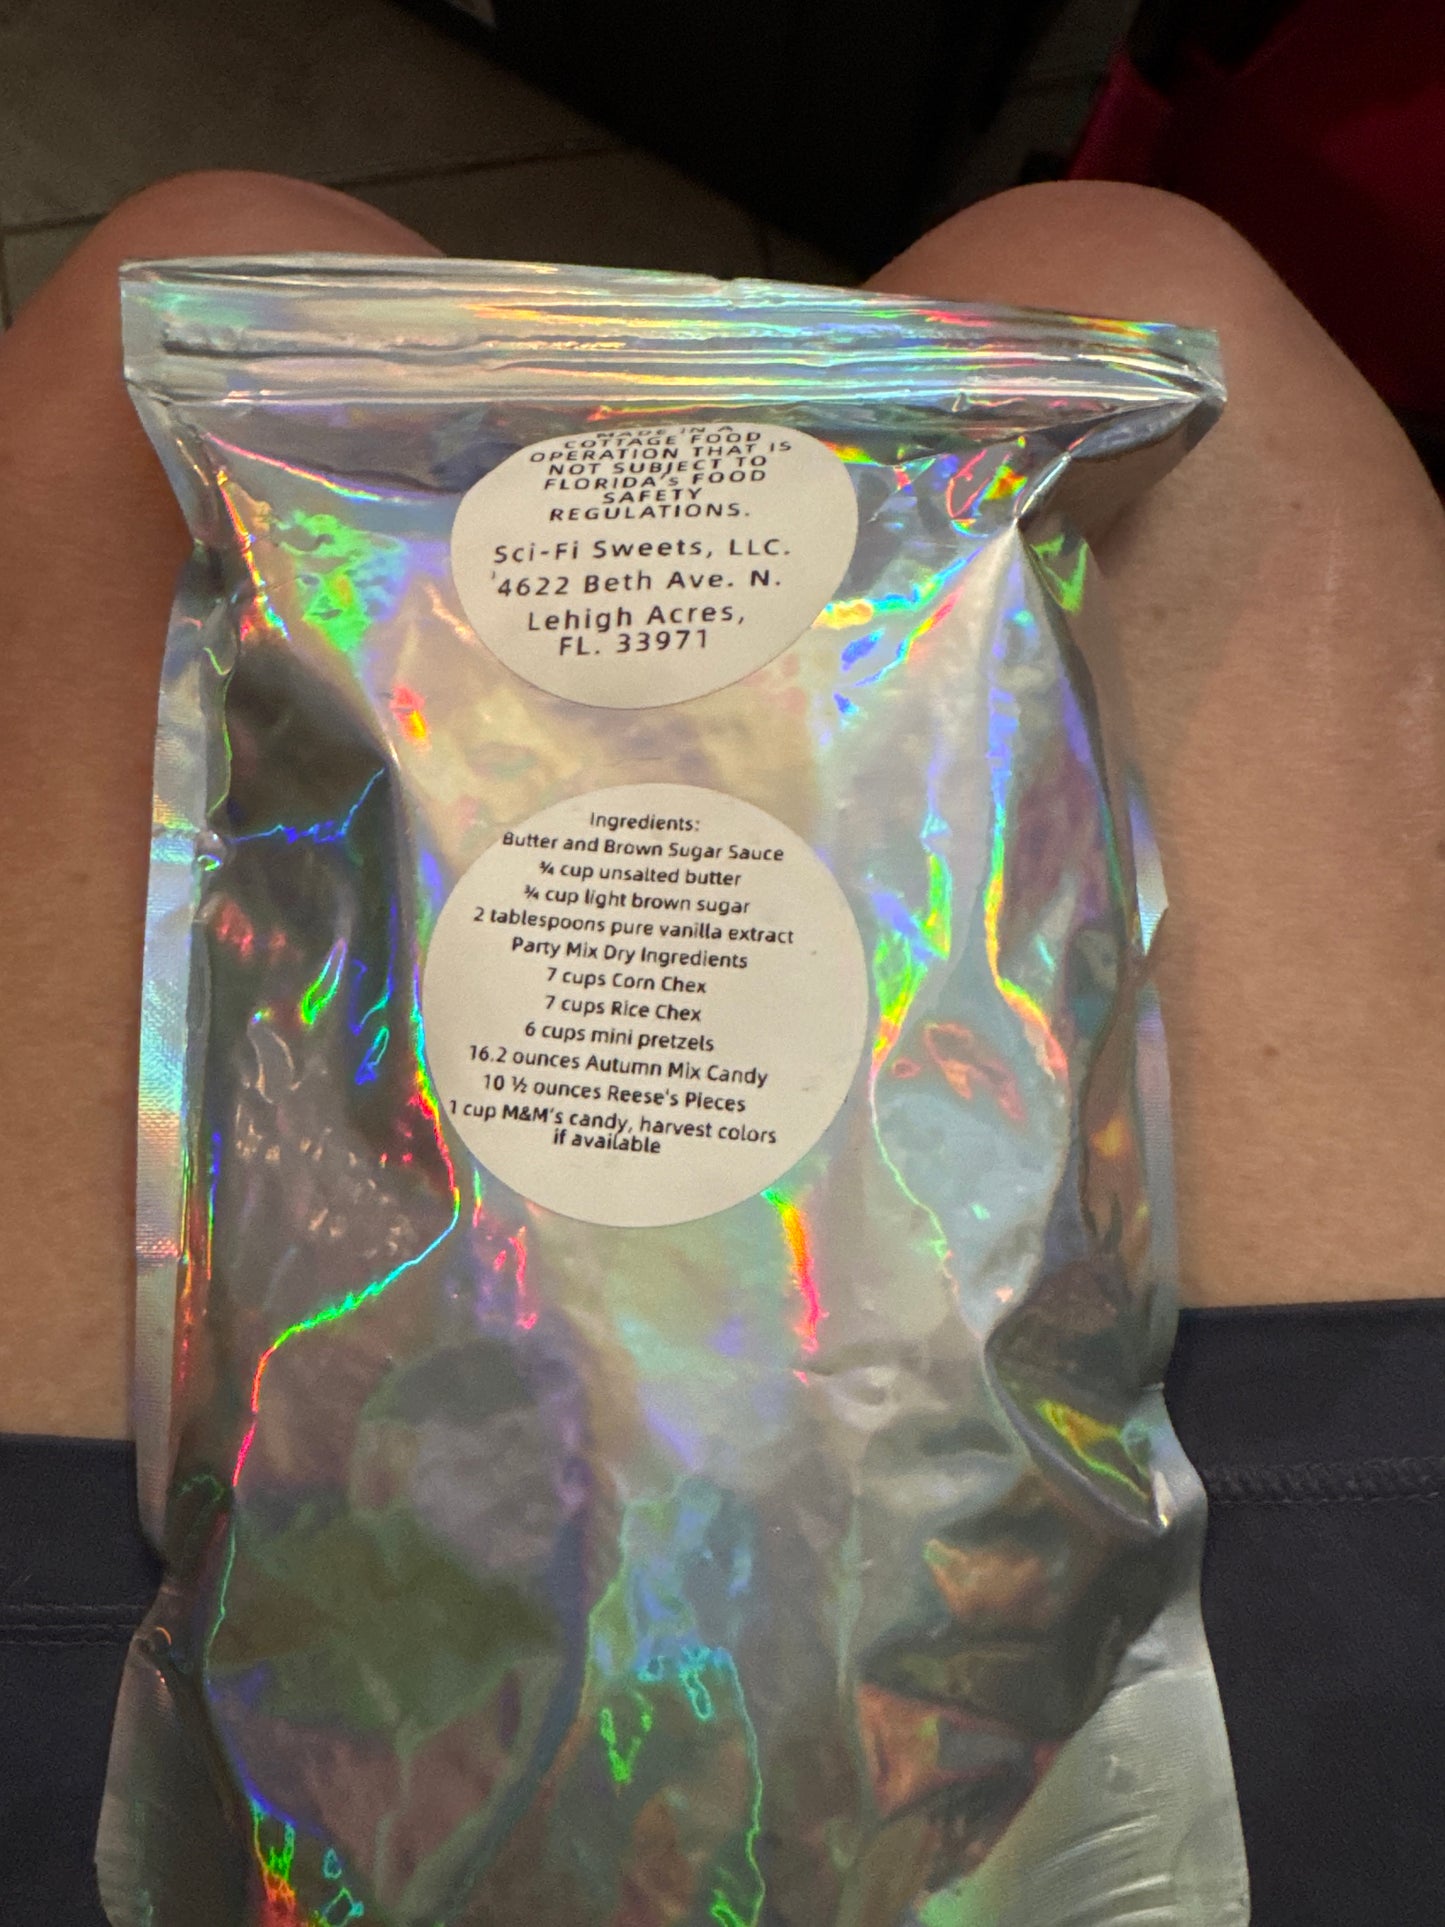 MADE IN A
COTTAGE FOOD
OPERATION THAT IS
NOT SUBJECT TO
FLORIDA's FOOD
SAFETY
REGULATIONS.
Sci-Fi Sweets, LLC.
4622 Beth Ave. N.
Lehigh Acres,
FL. 33971
Ingredients:
Butter and Brown Sugar Sauce
¾ cup unsalted butter
¾ cup light brown sugar
2 tablespoons pure vanilla extract
Party Mix Dry Ingredients
7 cups Corn Chex
7 cups Rice Chex
6 cups mini pretzels
16.2 ounces Autumn Mix Candy
10 ½ ounces Reese's Pieces
1 cup M&M's candy, harvest colors
if available